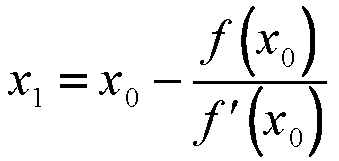 x₁ = x₀ − f(x₀) / f′(x₀)